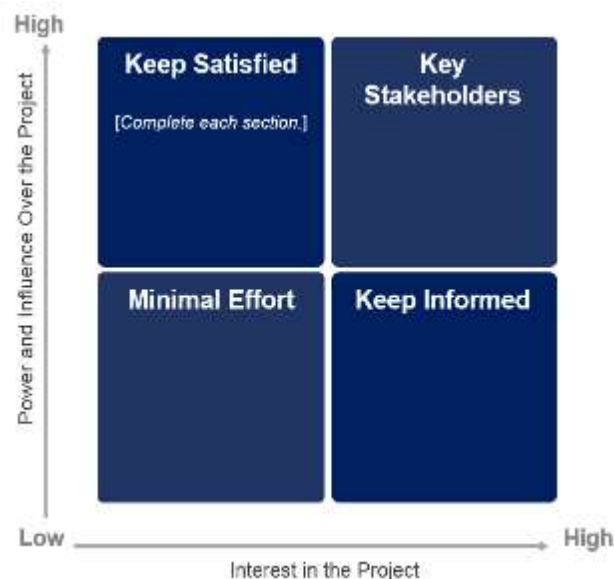 High
Keep Satisfied
[Complete each section.]
Key
Stakeholders
Power and Influence Over the Project
Minimal Effort
Keep Informed
Low
High
Interest in the Project